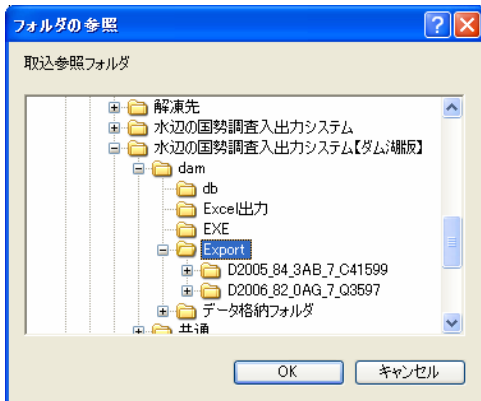 フォルダの参照
取込参照フォルダ
解凍先
水辺の国勢調査入出力システム
水辺の国勢調査入出力システム【ダム湖版】
dam
db
Excel出力
EXE
Export
D2005_84_3AB_7_C41599
D2006_82_0AG_7_Q3597
データ格納フォルダ
共通
OK
キャンセル